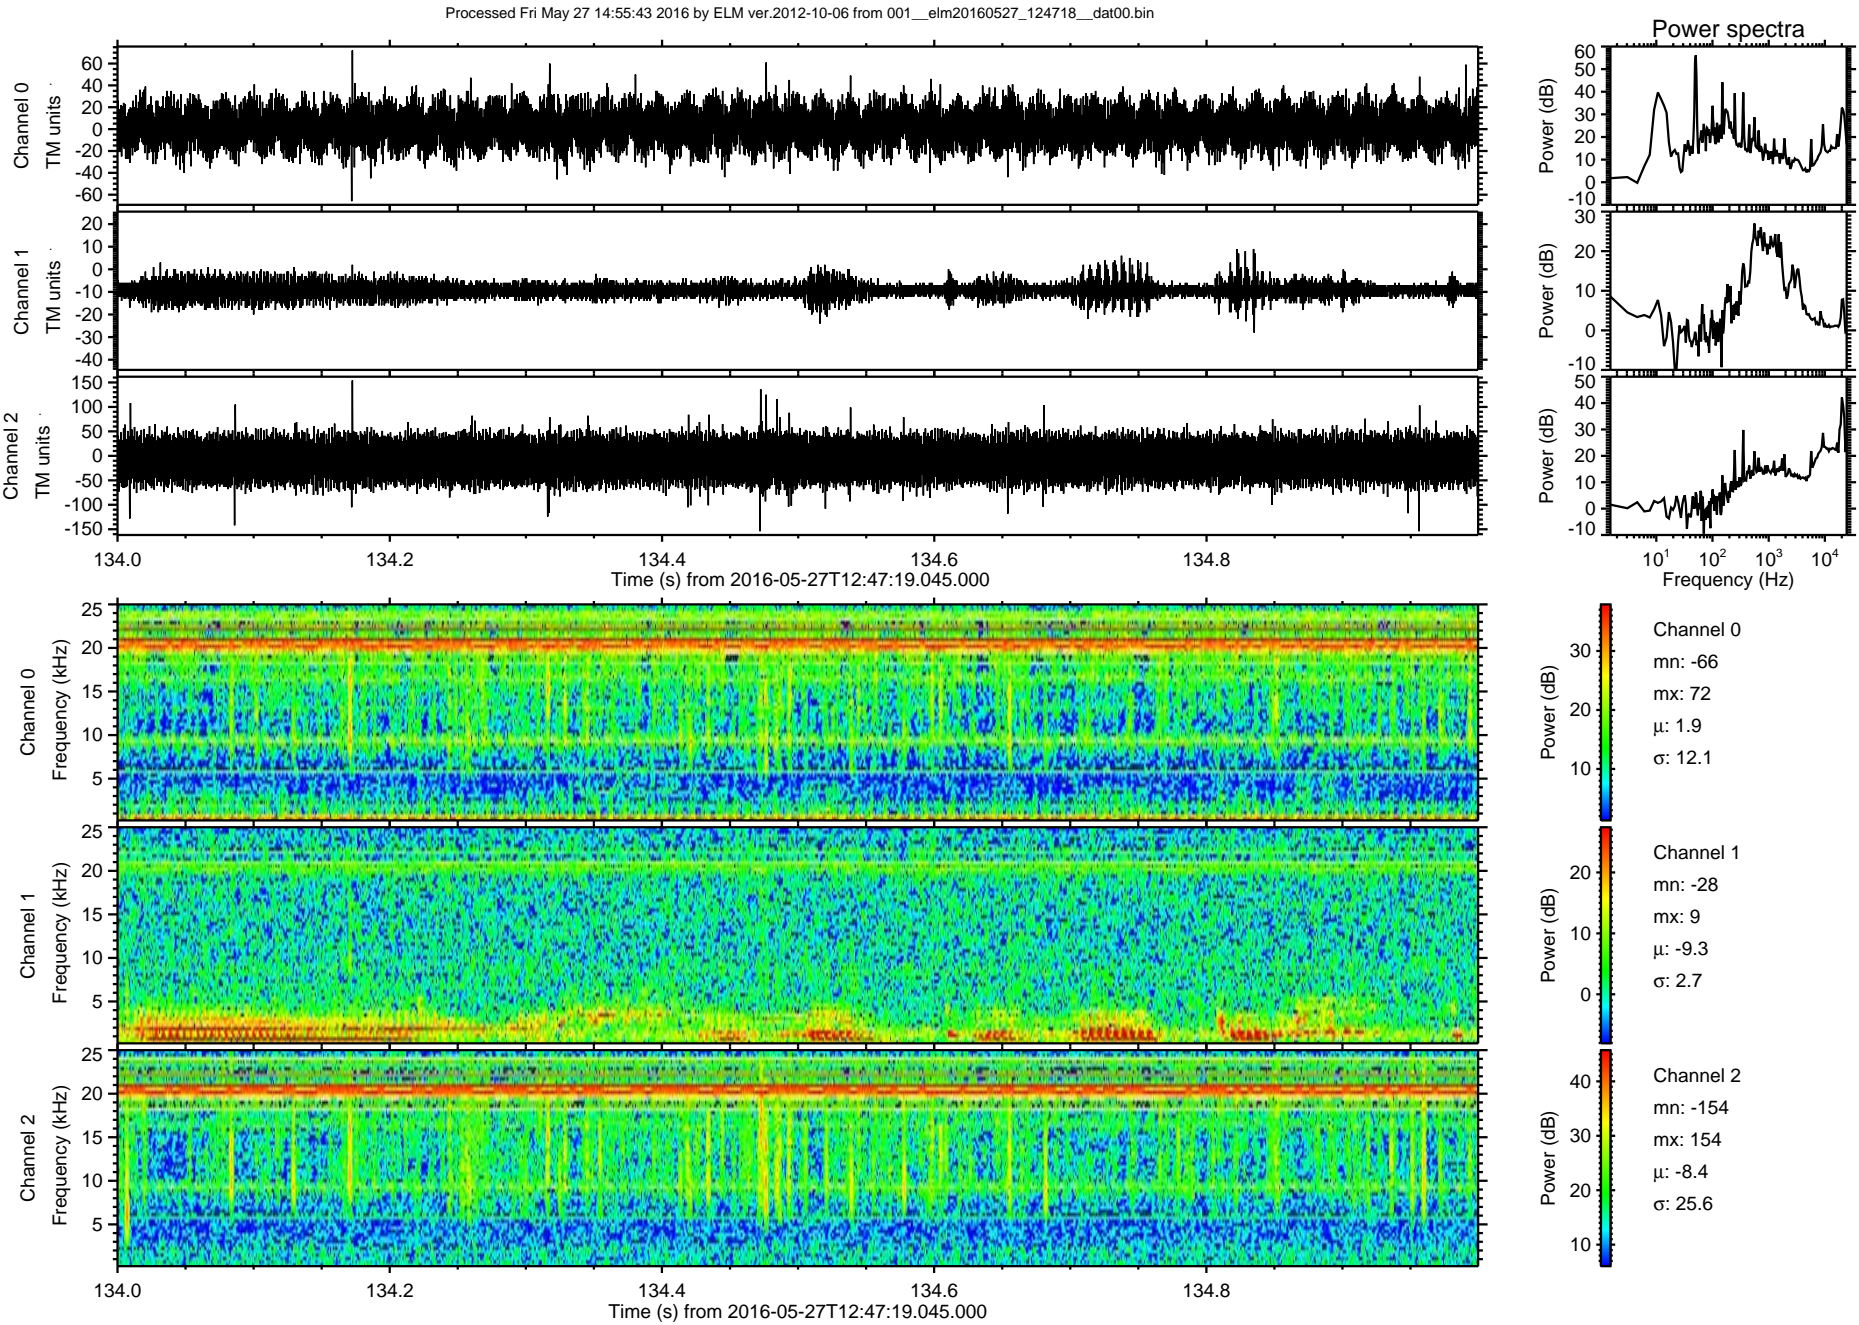 Processed Fri May 27 14:55:43 2016 by ELM ver.2012-10-06 from 001__elm20160527_124718__dat00.bin
Power spectra
Channel 0
TM units
60
40
20
0
-20
-40
-60
Power (dB)
60
50
40
30
20
10
0
-10
Channel 1
TM units
20
10
0
-10
-20
-30
-40
Power (dB)
30
20
10
0
-10
Channel 2
TM units
150
100
50
0
-50
-100
-150
Power (dB)
50
40
30
20
10
0
-10
134.0 134.2 134.4 134.6 134.8
Time (s) from 2016-05-27T12:47:19.045.000
10¹ 10² 10³ 10⁴
Frequency (Hz)
Channel 0
Frequency (kHz)
25
20
15
10
5
Power (dB)
30
20
10
Channel 0
mn: -66
mx: 72
μ: 1.9
σ: 12.1
Channel 1
Frequency (kHz)
25
20
15
10
5
Power (dB)
20
10
0
Channel 1
mn: -28
mx: 9
μ: -9.3
σ: 2.7
Channel 2
Frequency (kHz)
25
20
15
10
5
Power (dB)
40
30
20
10
Channel 2
mn: -154
mx: 154
μ: -8.4
σ: 25.6
134.0 134.2 134.4 134.6 134.8
Time (s) from 2016-05-27T12:47:19.045.000